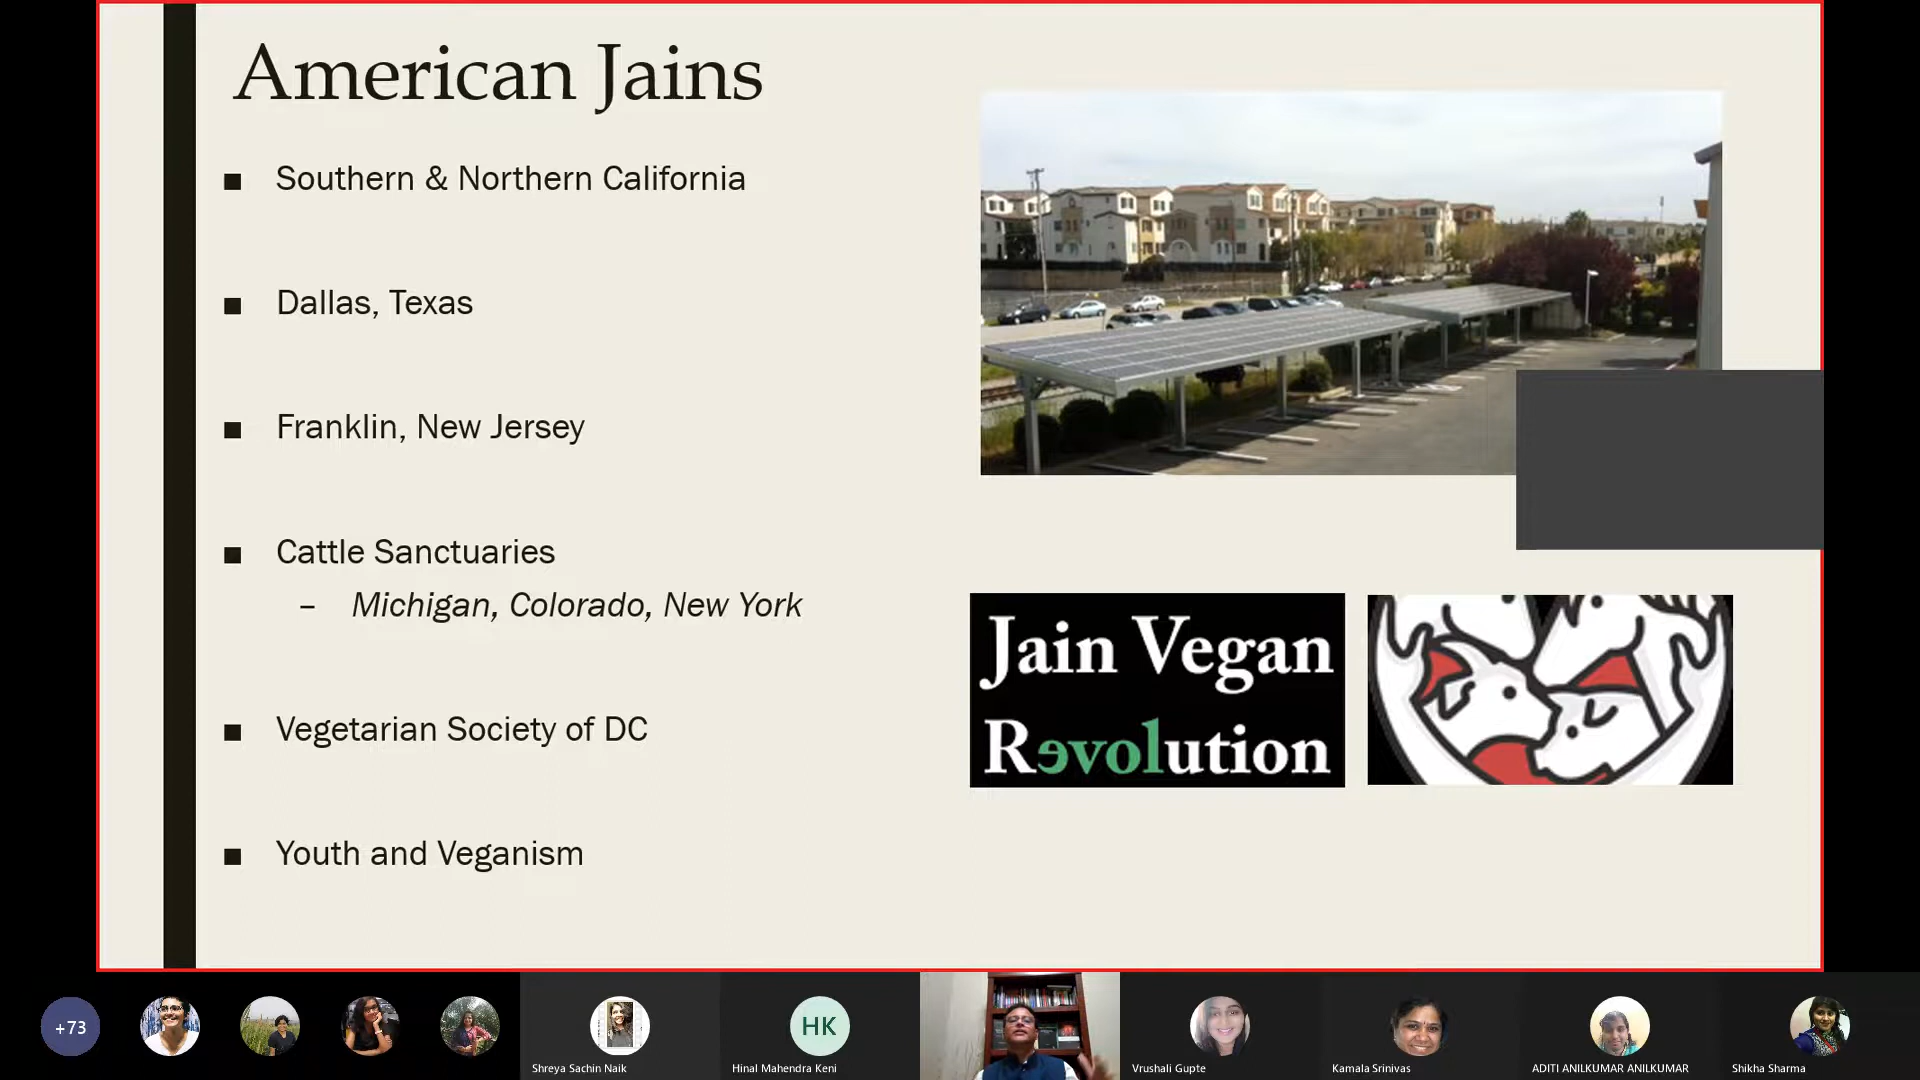 American Jains
■ Southern & Northern California
■ Dallas, Texas
■ Franklin, New Jersey
■ Cattle Sanctuaries
– Michigan, Colorado, New York
■ Vegetarian Society of DC
■ Youth and Veganism
Jain Vegan
Revolution
+73
HK
Shreya Sachin Naik
Hinal Mahendra Keni
Vrushali Gupte
Kamala Srinivas
ADITI ANILKUMAR ANILKUMAR
Shikha Sharma